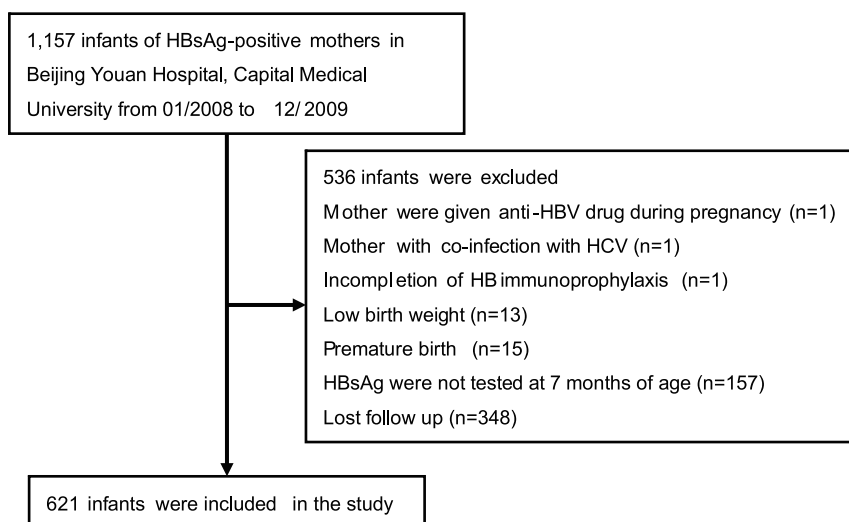 1,157 infants of HBsAg-positive mothers in
Beijing Youan Hospital, Capital Medical
University from 01/2008 to 12/2009
536 infants were excluded
Mother were given anti-HBV drug during pregnancy (n=1)
Mother with co-infection with HCV (n=1)
Incompletion of HB immunoprophylaxis (n=1)
Low birth weight (n=13)
Premature birth (n=15)
HBsAg were not tested at 7 months of age (n=157)
Lost follow up (n=348)
621 infants were included in the study